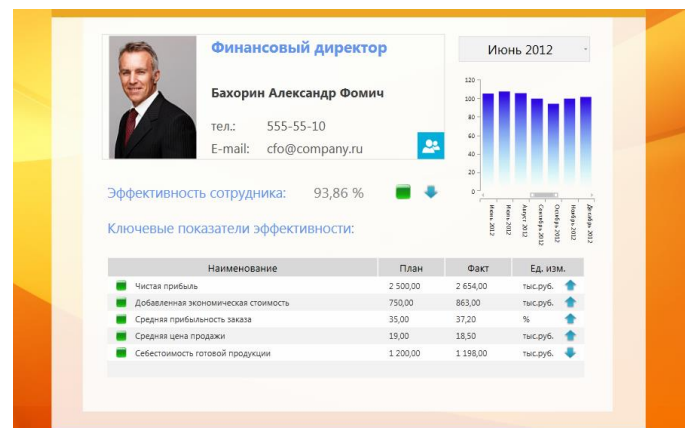 Финансовый директор
Бахорин Александр Фомич
тел.: 555-55-10
E-mail: cfo@company.ru
Июнь 2012
120
100
80
60
40
20
0
Июнь 2012
Июль 2012
Август 2012
Сентябрь 2012
Октябрь 2012
Ноябрь 2012
Декабрь 2012
Эффективность сотрудника: 93,86 %
Ключевые показатели эффективности:
Наименование План Факт Ед. изм.
Чистая прибыль 2 500,00 2 654,00 тыс.руб.
Добавленная экономическая стоимость 750,00 863,00 тыс.руб.
Средняя прибыльность заказа 35,00 37,20 %
Средняя цена продажи 19,00 18,50 тыс.руб.
Себестоимость готовой продукции 1 200,00 1 198,00 тыс.руб.